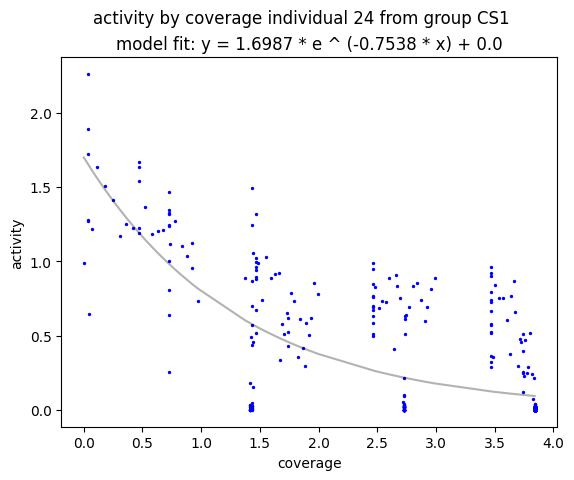 activity by coverage individual 24 from group CS1
model fit: y = 1.6987 * e ^ (-0.7538 * x) + 0.0
activity
2.0
1.5
1.0
0.5
0.0
0.0 0.5 1.0 1.5 2.0 2.5 3.0 3.5 4.0
coverage